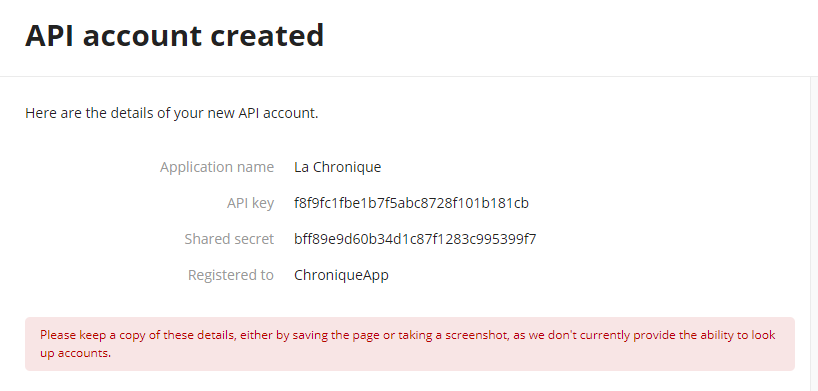 API account created
Here are the details of your new API account.
Application name La Chronique
API key f8f9fc1fbe1b7f5abc8728f101b181cb
Shared secret bff89e9d60b34d1c87f1283c995399f7
Registered to ChroniqueApp
Please keep a copy of these details, either by saving the page or taking a screenshot, as we don't currently provide the ability to look
up accounts.